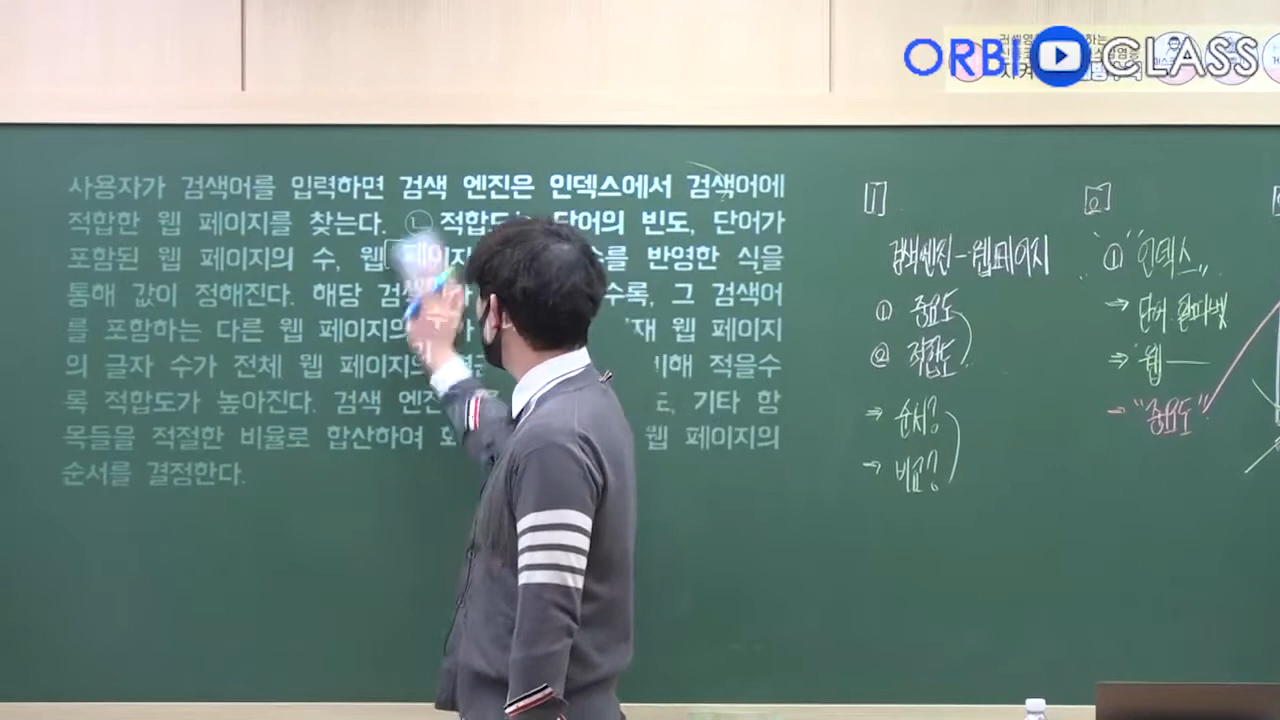 ORBI CLASS
사용자가 검색어를 입력하면 검색 엔진은 인덱스에서 검색어에
적합한 웹 페이지를 찾는다. ㉡적합도는 단어의 빈도, 단어가
포함된 웹 페이지의 수, 웹 페이지 수를 반영한 식을
통해 값이 정해진다. 해당 검색 수록, 그 검색어
를 포함하는 다른 웹 페이지의 수가 현재 웹 페이지
의 글자 수가 전체 웹 페이지의 비해 적을수
록 적합도가 높아진다. 검색 엔진 기타 항
목들을 적절한 비율로 합산하여 웹 페이지의
순서를 결정한다.
1
검색엔진-웹페이지
① 중요도
② 적합도
⇒ 순서?
→ 비교?
2
① "인덱스"
⇒ 단어
⇒ 웹
→ "중요도"